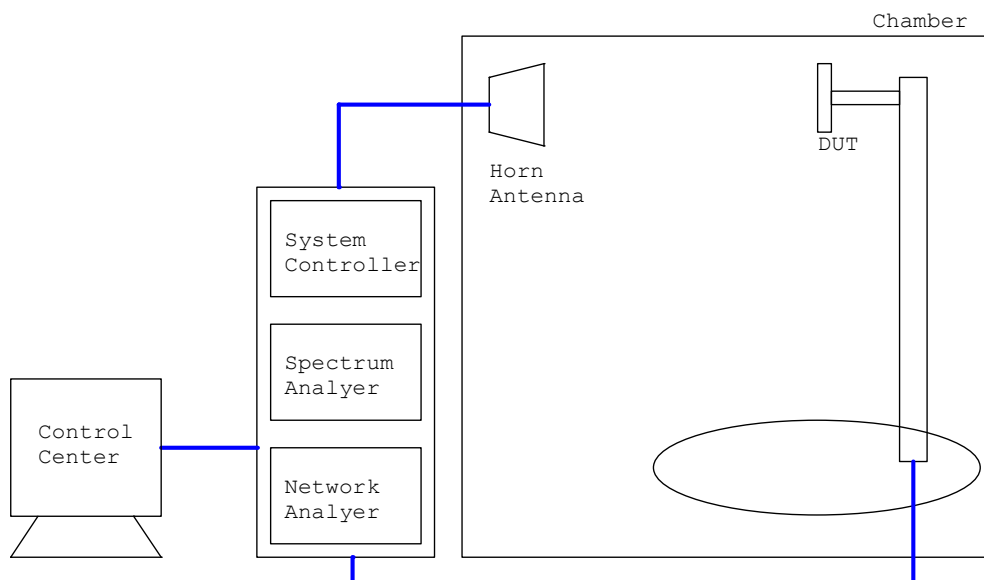 Chamber
DUT
Horn
Antenna
System
Controller
Spectrum
Analyer
Control
Center
Network
Analyer